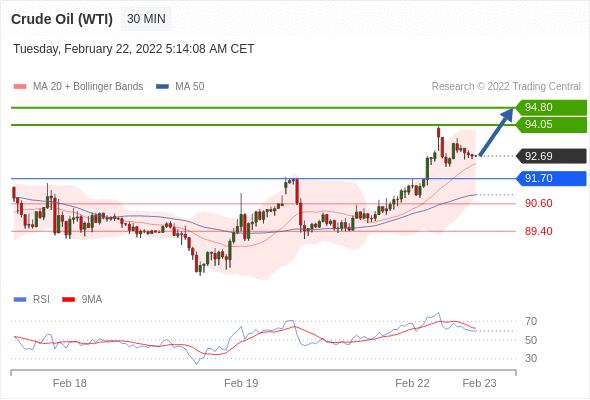 Crude Oil (WTI) 30 MIN
Tuesday, February 22, 2022 5:14:08 AM CET
MA 20 + Bollinger Bands MA 50 Research © 2022 Trading Central
94.80
94.05
92.69
91.70
90.60
89.40
RSI 9MA
70
50
30
Feb 18 Feb 19 Feb 22 Feb 23